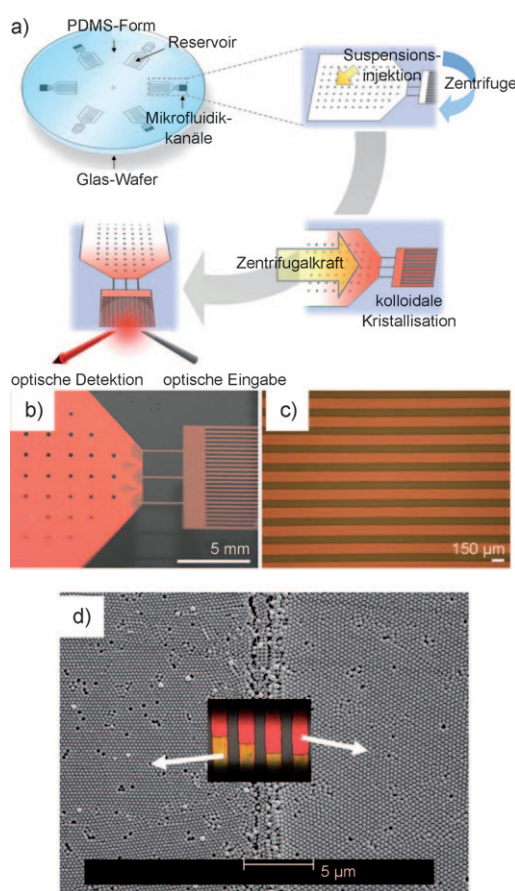 a)
PDMS-Form
Reservoir
Mikrofluidik-
kanäle
Glas-Wafer
Suspensions-
injektion
Zentrifuge
Zentrifugalkraft
kolloidale
Kristallisation
optische Detektion
optische Eingabe
b)
5 mm
c)
150 µm
d)
5 µm